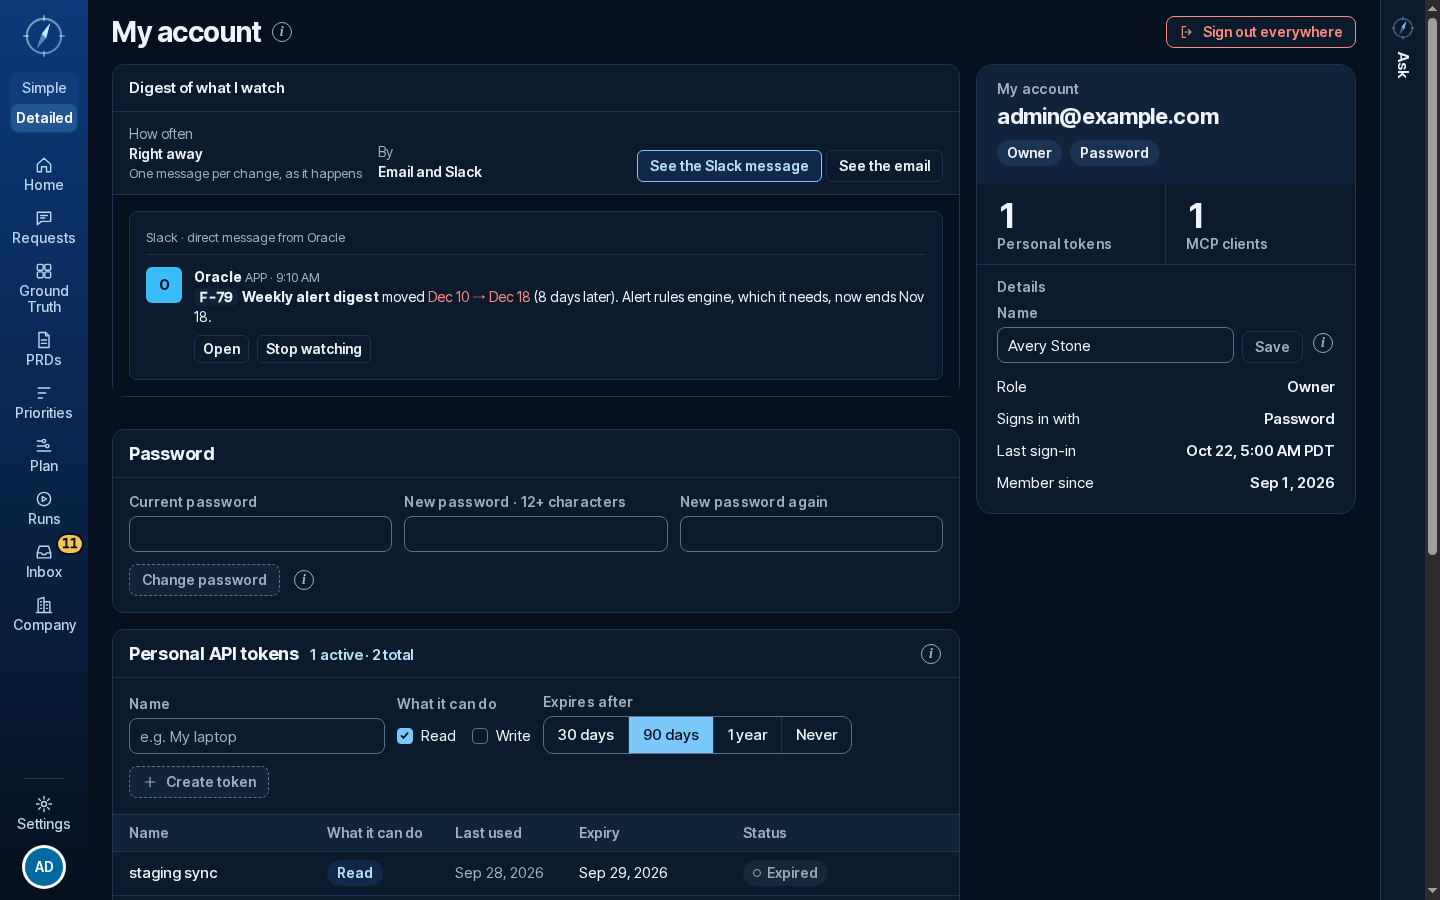 Simple
Detailed
Home
Requests
Ground
Truth
PRDs
Priorities
Plan
Runs
11
Inbox
Company
Settings
AD
My account
i
Sign out everywhere
Digest of what I watch
How often
Right away
One message per change, as it happens
By
Email and Slack
See the Slack message
See the email
Slack · direct message from Oracle
O
Oracle APP · 9:10 AM
F-79 Weekly alert digest moved Dec 10 → Dec 18 (8 days later). Alert rules engine, which it needs, now ends Nov
18.
Open
Stop watching
Password
Current password
New password · 12+ characters
New password again
Change password
i
Personal API tokens 1 active · 2 total
i
Name
What it can do
Expires after
e.g. My laptop
Read
Write
30 days
90 days
1 year
Never
Create token
Name What it can do Last used Expiry Status
staging sync Read Sep 28, 2026 Sep 29, 2026 Expired
My account
admin@example.com
Owner
Password
1
Personal tokens
1
MCP clients
Details
Name
Avery Stone
Save
i
Role Owner
Signs in with Password
Last sign-in Oct 22, 5:00 AM PDT
Member since Sep 1, 2026
Ask